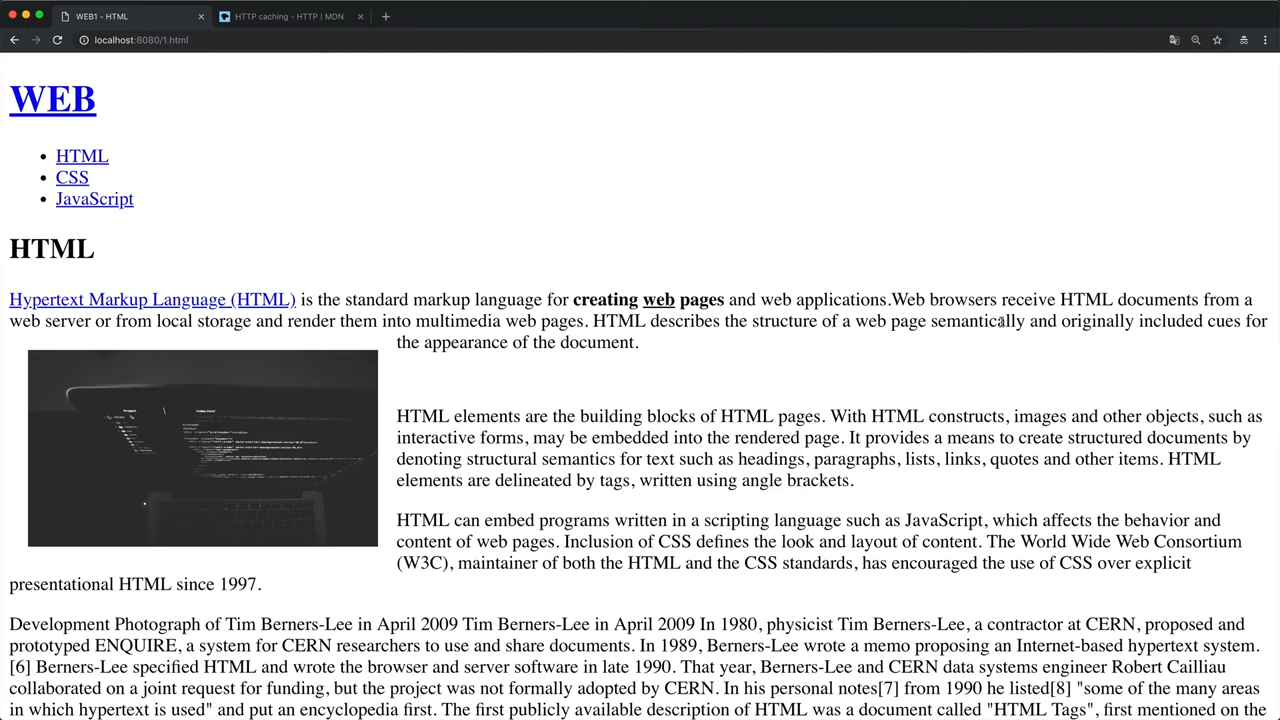 WEB1 - HTML
HTTP caching - HTTP | MDN
localhost:8080/1.html
WEB
HTML
CSS
JavaScript
HTML
Hypertext Markup Language (HTML) is the standard markup language for creating web pages and web applications.Web browsers receive HTML documents from a
web server or from local storage and render them into multimedia web pages. HTML describes the structure of a web page semantically and originally included cues for
the appearance of the document.
HTML elements are the building blocks of HTML pages. With HTML constructs, images and other objects, such as
interactive forms, may be embedded into the rendered page. It provides a means to create structured documents by
denoting structural semantics for text such as headings, paragraphs, lists, links, quotes and other items. HTML
elements are delineated by tags, written using angle brackets.
HTML can embed programs written in a scripting language such as JavaScript, which affects the behavior and
content of web pages. Inclusion of CSS defines the look and layout of content. The World Wide Web Consortium
(W3C), maintainer of both the HTML and the CSS standards, has encouraged the use of CSS over explicit
presentational HTML since 1997.
Development Photograph of Tim Berners-Lee in April 2009 Tim Berners-Lee in April 2009 In 1980, physicist Tim Berners-Lee, a contractor at CERN, proposed and
prototyped ENQUIRE, a system for CERN researchers to use and share documents. In 1989, Berners-Lee wrote a memo proposing an Internet-based hypertext system.
[6] Berners-Lee specified HTML and wrote the browser and server software in late 1990. That year, Berners-Lee and CERN data systems engineer Robert Cailliau
collaborated on a joint request for funding, but the project was not formally adopted by CERN. In his personal notes[7] from 1990 he listed[8] "some of the many areas
in which hypertext is used" and put an encyclopedia first. The first publicly available description of HTML was a document called "HTML Tags", first mentioned on the